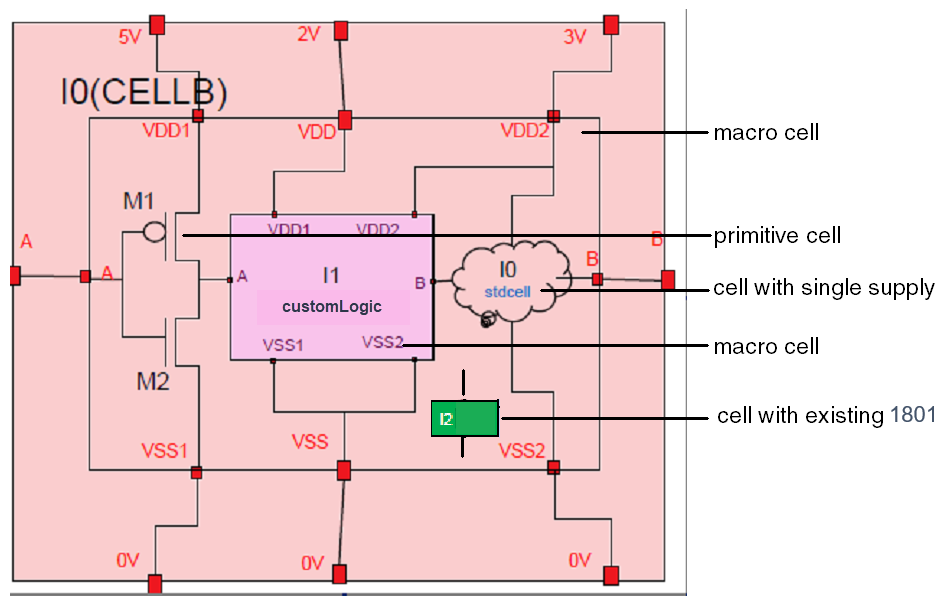 5V
2V
3V
I0(CELLB)
VDD1
VDD
VDD2
macro cell
M1
A
VDD1
VDD2
B
primitive cell
A
A
I1
B
I0
B
stdcell
cell with single supply
customLogic
VSS1
VSS2
macro cell
M2
I2
cell with existing 1801
VSS1
VSS
VSS2
0V
0V
0V